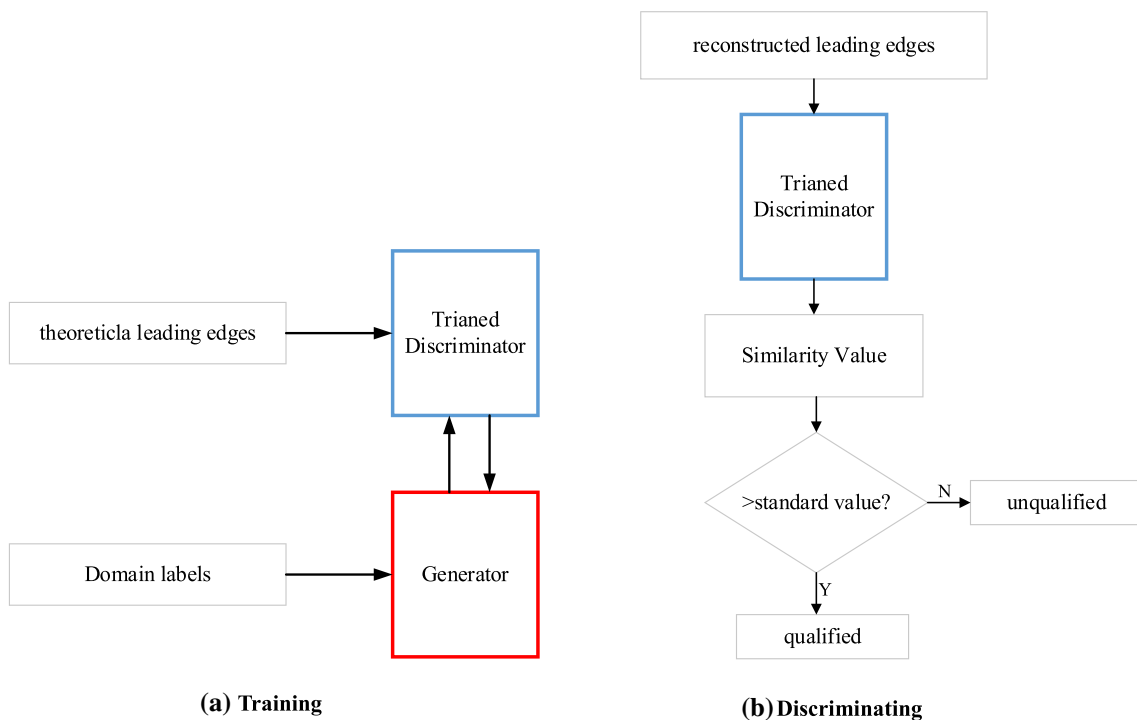 theoreticla leading edges
Trianed
Discriminator
Domain labels
Generator
(a) Training
reconstructed leading edges
Trianed
Discriminator
Similarity Value
>standard value?
N
unqualified
Y
qualified
(b) Discriminating